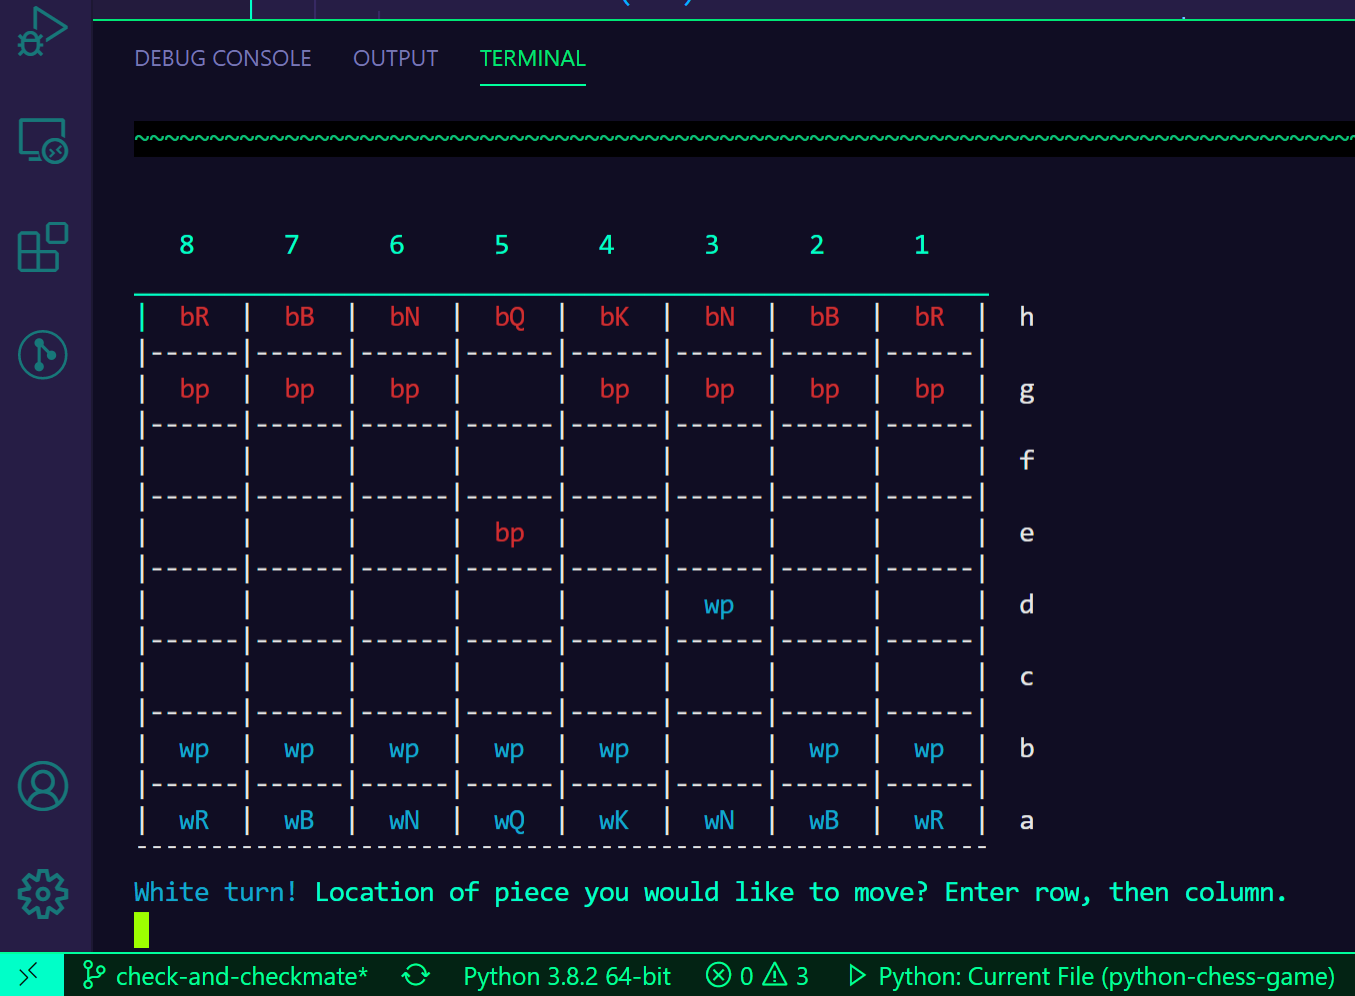 DEBUG CONSOLE OUTPUT TERMINAL
~~~~~~~~~~~~~~~~~~~~~~~~~~~~~~~~~~~~~~~~~~~~~~~~~~~~~~~~~~~~~~~~~~~~~~~~~~~~~~~~~
8 7 6 5 4 3 2 1
| bR | bB | bN | bQ | bK | bN | bB | bR | h
|------|------|------|------|------|------|------|------|
| bp | bp | bp | | bp | bp | bp | bp | g
|------|------|------|------|------|------|------|------|
| | | | | | | | | f
|------|------|------|------|------|------|------|------|
| | | | bp | | | | | e
|------|------|------|------|------|------|------|------|
| | | | | | wp | | | d
|------|------|------|------|------|------|------|------|
| | | | | | | | | c
|------|------|------|------|------|------|------|------|
| wp | wp | wp | wp | wp | | wp | wp | b
|------|------|------|------|------|------|------|------|
| wR | wB | wN | wQ | wK | wN | wB | wR | a
---------------------------------------------------------
White turn! Location of piece you would like to move? Enter row, then column.
check-and-checkmate* Python 3.8.2 64-bit 0 3 Python: Current File (python-chess-game)